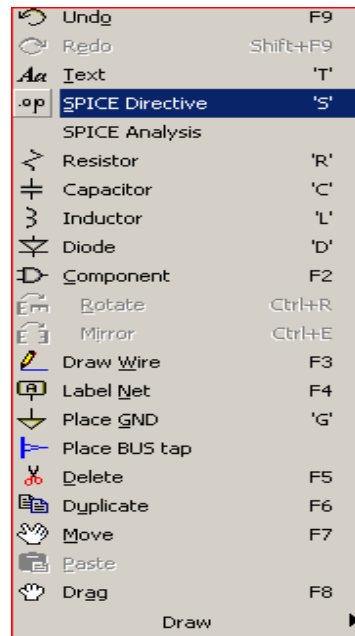 Undo F9
Redo Shift+F9
Aa Text 'T'
.op SPICE Directive 'S'
SPICE Analysis
Resistor 'R'
Capacitor 'C'
Inductor 'L'
Diode 'D'
Component F2
Rotate Ctrl+R
Mirror Ctrl+E
Draw Wire F3
A Label Net F4
Place GND 'G'
Place BUS tap
Delete F5
Duplicate F6
Move F7
Paste
Drag F8
Draw